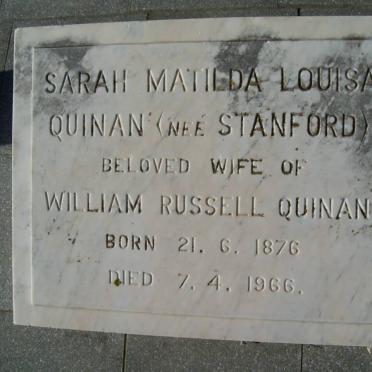 SARAH MATILDA LOUISA
QUINAN (NEE STANFORD)
BELOVED WIFE OF
WILLIAM RUSSELL QUINAN
BORN 21. 6. 1876
DIED 7. 4. 1966.